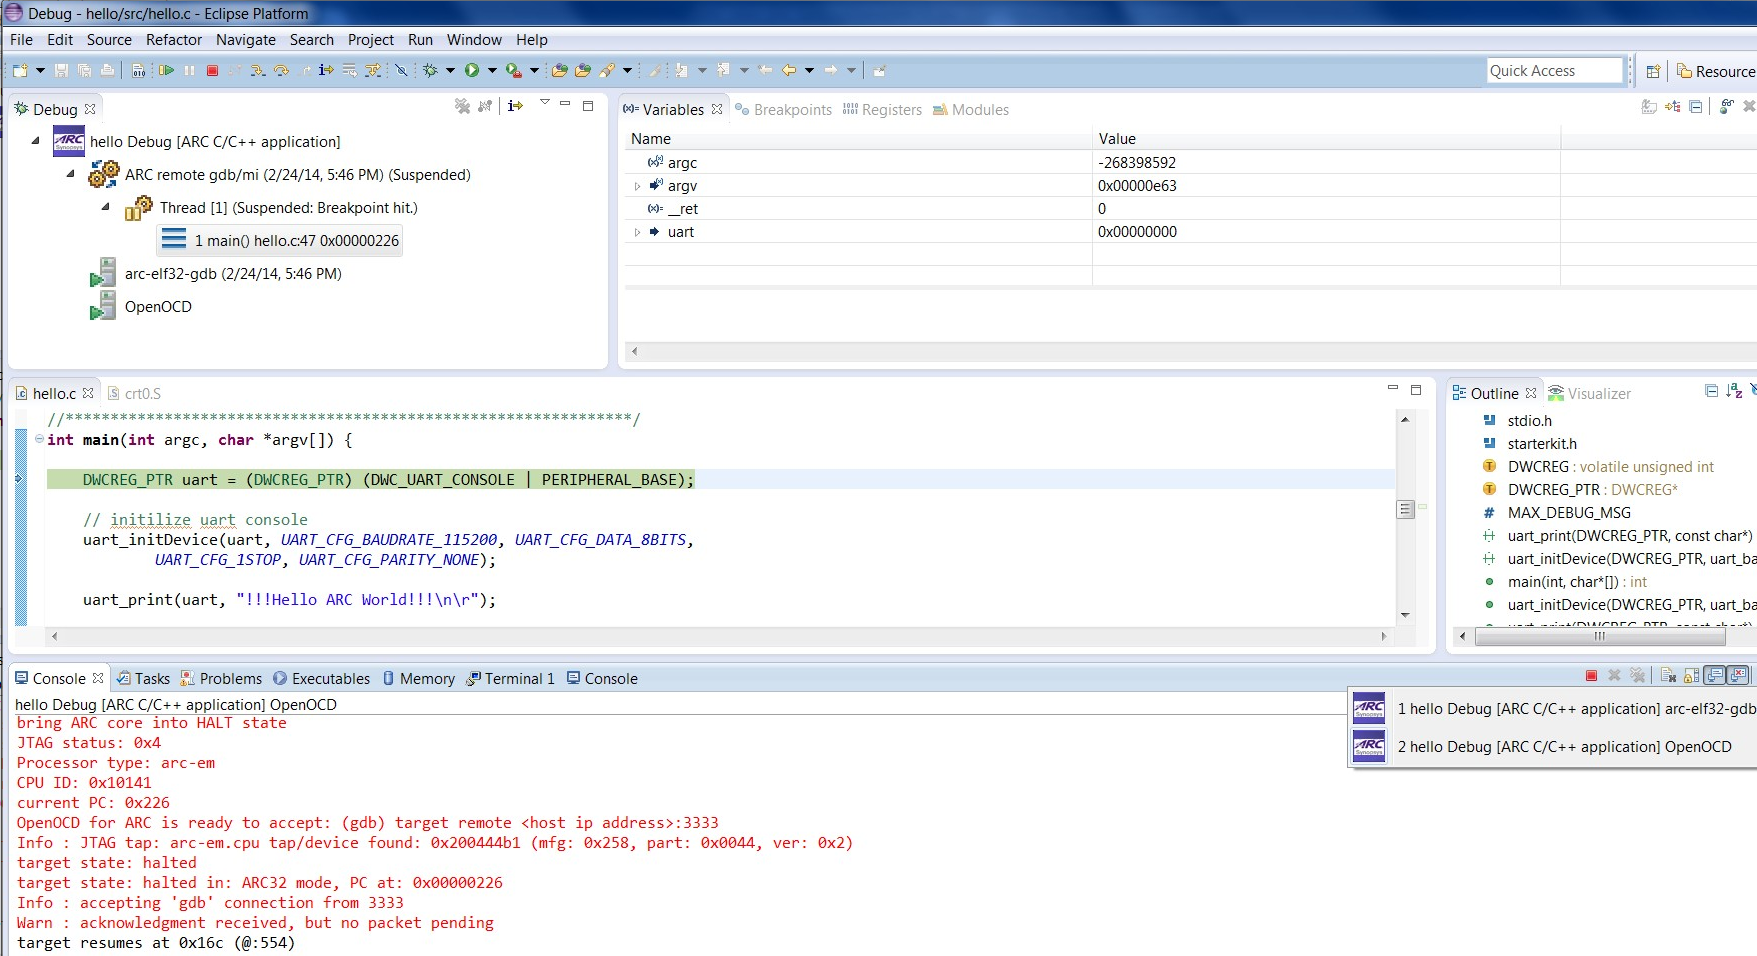 Debug - hello/src/hello.c - Eclipse Platform
File Edit Source Refactor Navigate Search Project Run Window Help
Quick Access
Resource
Debug
hello Debug [ARC C/C++ application]
ARC remote gdb/mi (2/24/14, 5:46 PM) (Suspended)
Thread [1] (Suspended: Breakpoint hit.)
1 main() hello.c:47 0x00000226
arc-elf32-gdb (2/24/14, 5:46 PM)
OpenOCD
(x)= Variables Breakpoints Registers Modules
Name Value
argc -268398592
argv 0x00000e63
(x)= __ret 0
uart 0x00000000
hello.c crt0.S
//***************************************************************/
int main(int argc, char *argv[]) {
DWCREG_PTR uart = (DWCREG_PTR) (DWC_UART_CONSOLE | PERIPHERAL_BASE);
// initilize uart console
uart_initDevice(uart, UART_CFG_BAUDRATE_115200, UART_CFG_DATA_8BITS,
UART_CFG_1STOP, UART_CFG_PARITY_NONE);
uart_print(uart, "!!!Hello ARC World!!!\n\r");
Outline Visualizer
stdio.h
starterkit.h
DWCREG : volatile unsigned int
DWCREG_PTR : DWCREG*
# MAX_DEBUG_MSG
uart_print(DWCREG_PTR, const char*)
uart_initDevice(DWCREG_PTR, uart_ba
main(int, char*[]) : int
uart_initDevice(DWCREG_PTR, uart_ba
uart_print(DWCREG_PTR, const char*)
Console Tasks Problems Executables Memory Terminal 1 Console
hello Debug [ARC C/C++ application] OpenOCD
bring ARC core into HALT state
JTAG status: 0x4
Processor type: arc-em
CPU ID: 0x10141
current PC: 0x226
OpenOCD for ARC is ready to accept: (gdb) target remote <host ip address>:3333
Info : JTAG tap: arc-em.cpu tap/device found: 0x200444b1 (mfg: 0x258, part: 0x0044, ver: 0x2)
target state: halted
target state: halted in: ARC32 mode, PC at: 0x00000226
Info : accepting 'gdb' connection from 3333
Warn : acknowledgment received, but no packet pending
target resumes at 0x16c (@:554)
ARC
Synopsys
1 hello Debug [ARC C/C++ application] arc-elf32-gdb
ARC
Synopsys
2 hello Debug [ARC C/C++ application] OpenOCD